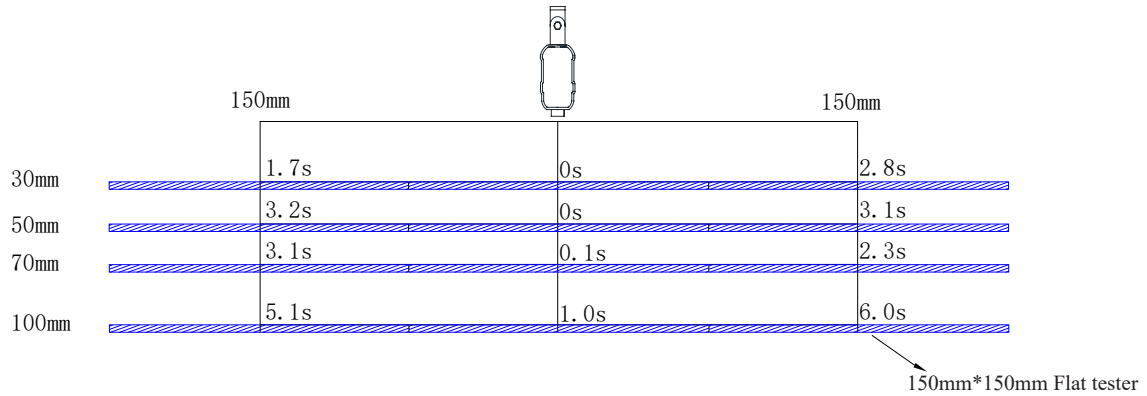 150mm 150mm
30mm 1.7s 0s 2.8s
50mm 3.2s 0s 3.1s
70mm 3.1s 0.1s 2.3s
100mm 5.1s 1.0s 6.0s
150mm*150mm Flat tester